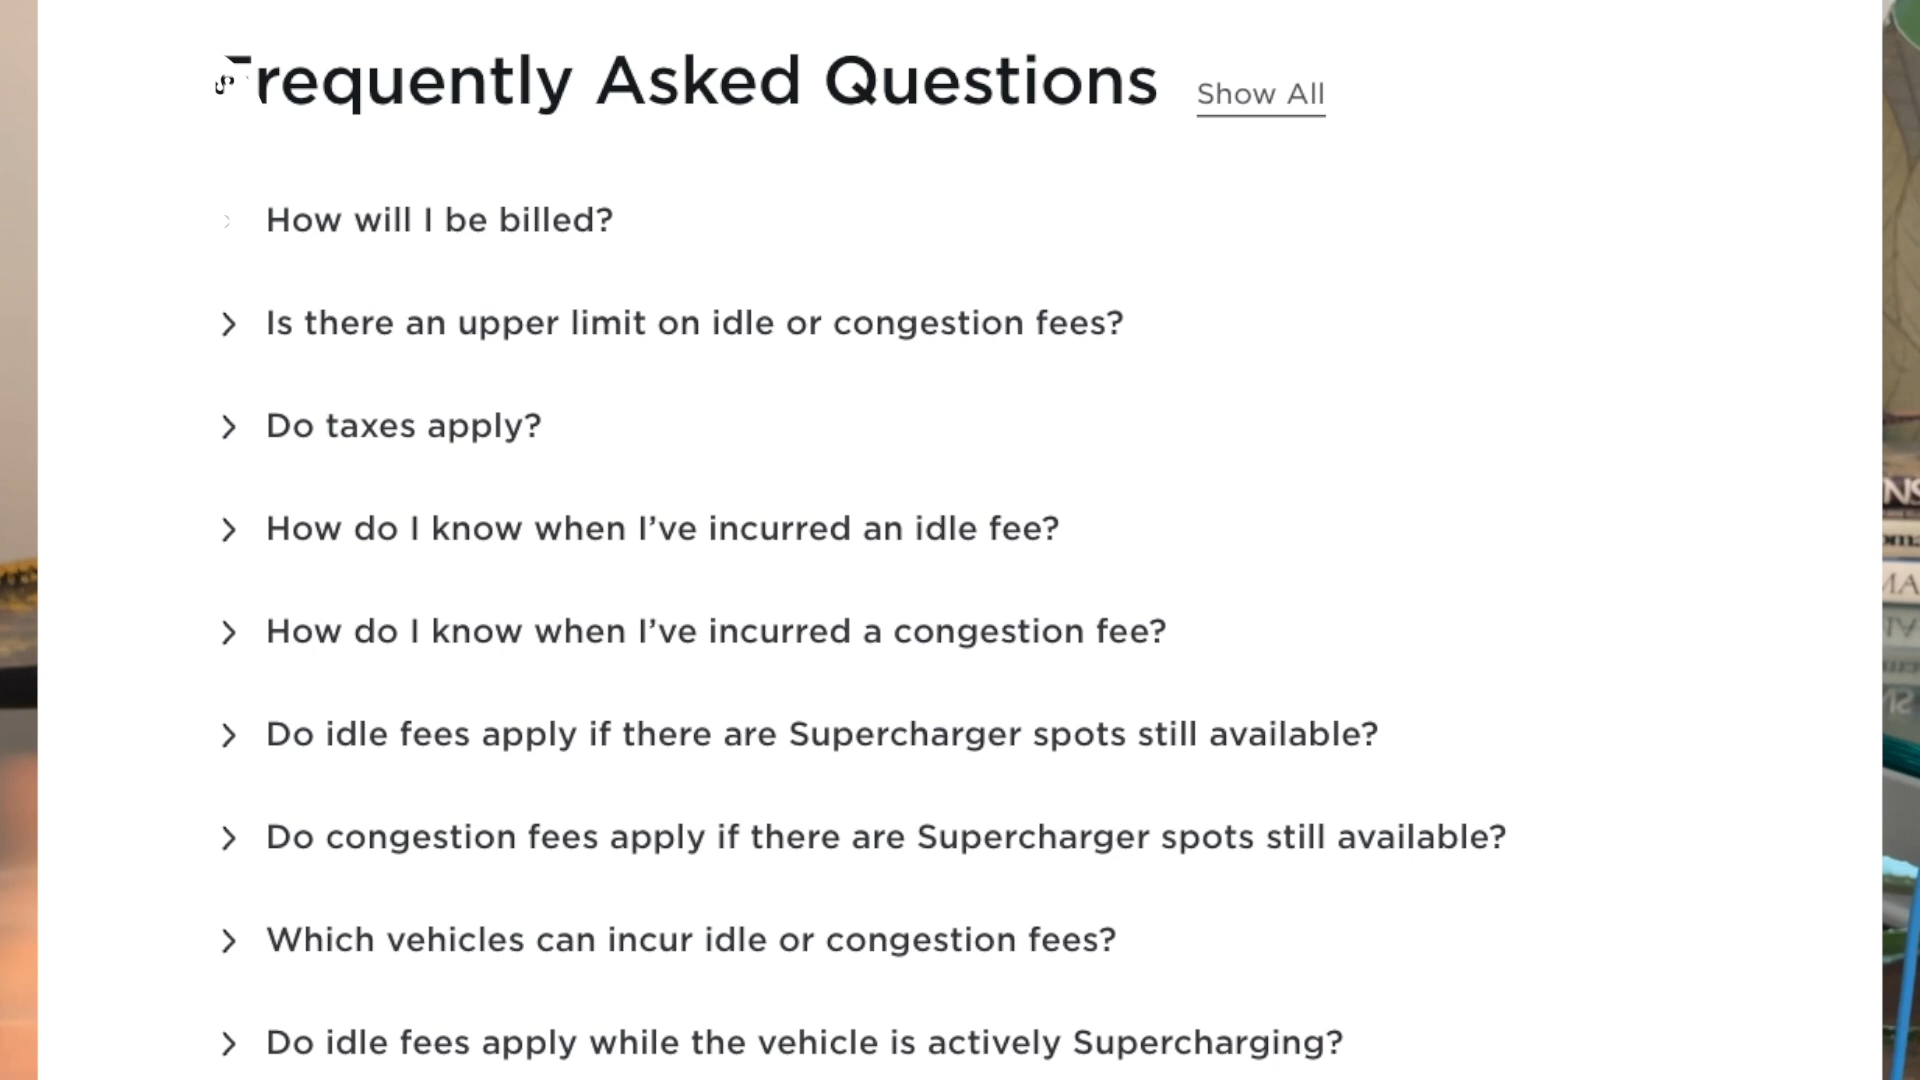 Frequently Asked Questions Show All
How will I be billed?
Is there an upper limit on idle or congestion fees?
Do taxes apply?
How do I know when I’ve incurred an idle fee?
How do I know when I’ve incurred a congestion fee?
Do idle fees apply if there are Supercharger spots still available?
Do congestion fees apply if there are Supercharger spots still available?
Which vehicles can incur idle or congestion fees?
Do idle fees apply while the vehicle is actively Supercharging?